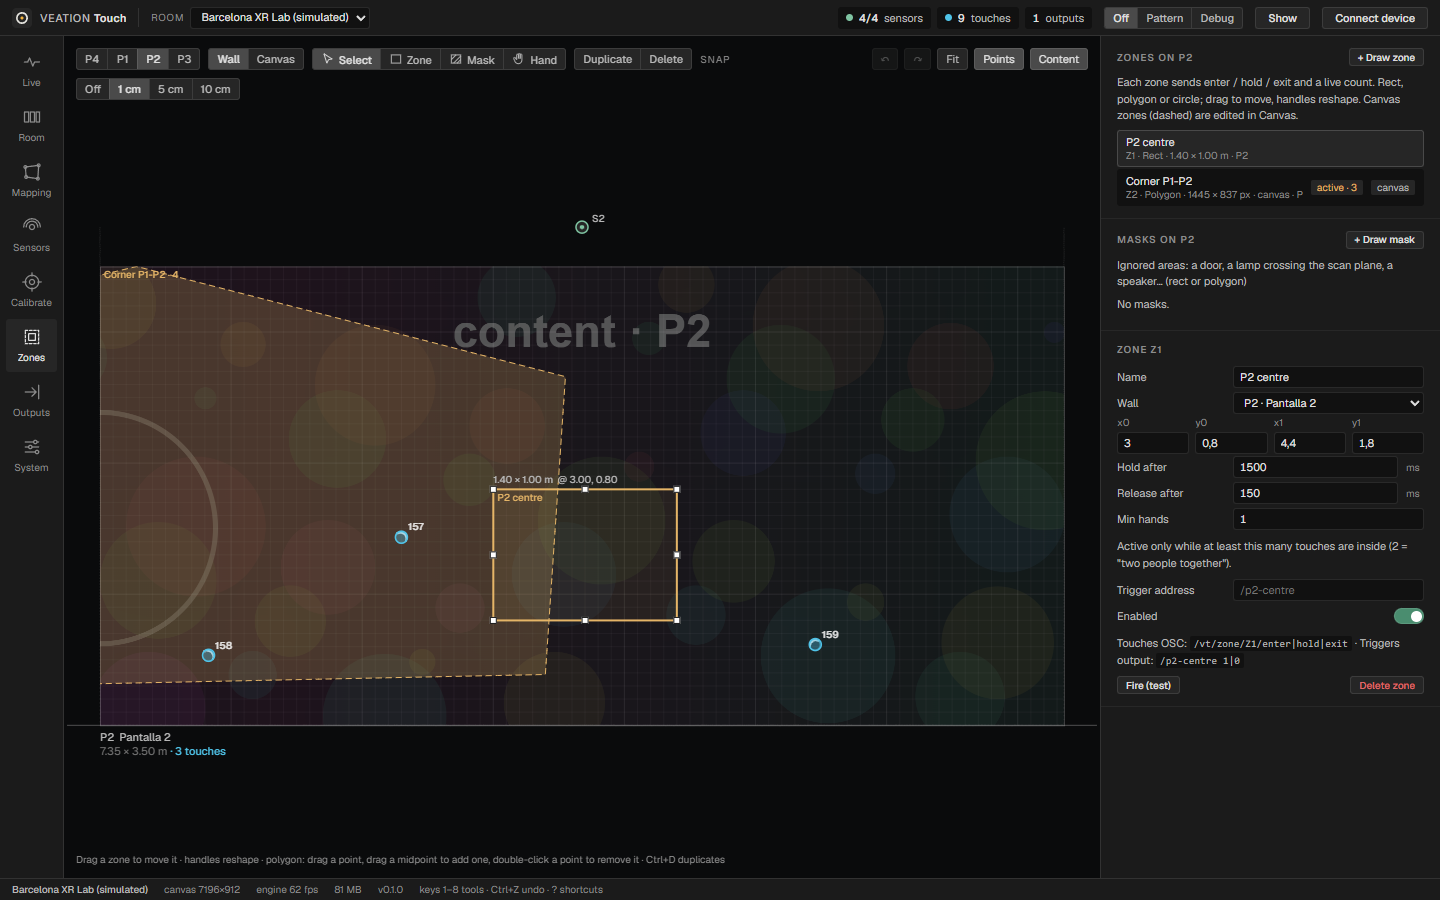 VEATION Touch
ROOM
Barcelona XR Lab (simulated)
4/4 sensors
9 touches
1 outputs
Off Pattern Debug
Show
Connect device
Live
Room
Mapping
Sensors
Calibrate
Zones
Outputs
System
P4 P1 P2 P3
Wall Canvas
Select Zone Mask Hand
Duplicate Delete
SNAP
Fit
Points
Content
Off 1 cm 5 cm 10 cm
S2
Corner P1-P2 · 4
content · P2
1.40 × 1.00 m @ 3.00, 0.80
P2 centre
157
158
159
P2 Pantalla 2
7.35 × 3.50 m · 3 touches
Drag a zone to move it · handles reshape · polygon: drag a point, drag a midpoint to add one, double-click a point to remove it · Ctrl+D duplicates
ZONES ON P2
+ Draw zone
Each zone sends enter / hold / exit and a live count. Rect,
polygon or circle; drag to move, handles reshape. Canvas
zones (dashed) are edited in Canvas.
P2 centre
Z1 · Rect · 1.40 × 1.00 m · P2
Corner P1-P2
Z2 · Polygon · 1445 × 837 px · canvas · P
active · 3
canvas
MASKS ON P2
+ Draw mask
Ignored areas: a door, a lamp crossing the scan plane, a
speaker… (rect or polygon)
No masks.
ZONE Z1
Name P2 centre
Wall P2 · Pantalla 2
x0 y0 x1 y1
3 0,8 4,4 1,8
Hold after 1500 ms
Release after 150 ms
Min hands 1
Active only while at least this many touches are inside (2 =
"two people together").
Trigger address /p2-centre
Enabled
Touches OSC: /vt/zone/Z1/enter|hold|exit · Triggers
output: /p2-centre 1|0
Fire (test)
Delete zone
Barcelona XR Lab (simulated)
canvas 7196×912
engine 62 fps
81 MB
v0.1.0
keys 1–8 tools · Ctrl+Z undo · ? shortcuts